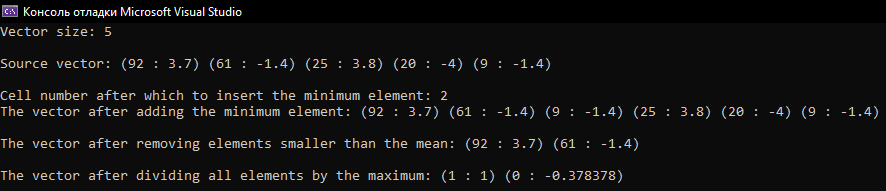 Консоль отладки Microsoft Visual Studio
Vector size: 5
Source vector: (92 : 3.7) (61 : -1.4) (25 : 3.8) (20 : -4) (9 : -1.4)
Cell number after which to insert the minimum element: 2
The vector after adding the minimum element: (92 : 3.7) (61 : -1.4) (9 : -1.4) (25 : 3.8) (20 : -4) (9 : -1.4)
The vector after removing elements smaller than the mean: (92 : 3.7) (61 : -1.4)
The vector after dividing all elements by the maximum: (1 : 1) (0 : -0.378378)